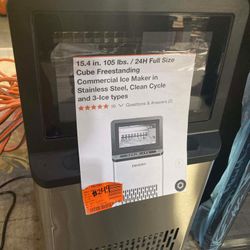 15.4 in. 105 lbs. / 24H Full Size
Cube Freestanding
Commercial Ice Maker in
Stainless Steel, Clean Cycle
and 3-Ice types
Questions & Answers (2)